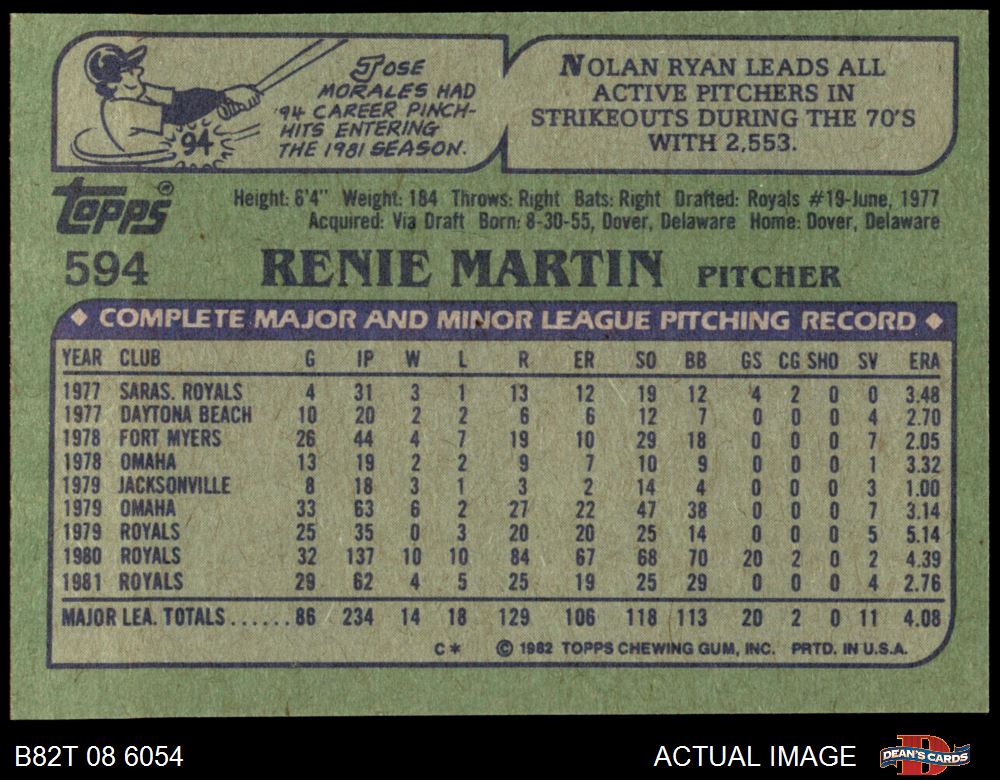 JOSE
MORALES HAD
94 CAREER PINCH-
HITS ENTERING
THE 1981 SEASON.
94
NOLAN RYAN LEADS ALL
ACTIVE PITCHERS IN
STRIKEOUTS DURING THE 70'S
WITH 2,553.
Topps®
Height: 6'4" Weight: 184 Throws: Right Bats: Right Drafted: Royals #19-June, 1977
Acquired: Via Draft Born: 8-30-55, Dover, Delaware Home: Dover, Delaware
594 RENIE MARTIN PITCHER
◆ COMPLETE MAJOR AND MINOR LEAGUE PITCHING RECORD ◆
YEAR CLUB G IP W L R ER SO BB GS CG SHO SV ERA
1977 SARAS. ROYALS 4 31 3 1 13 12 19 12 4 2 0 0 3.48
1977 DAYTONA BEACH 10 20 2 2 6 6 12 7 0 0 0 4 2.70
1978 FORT MYERS 26 44 4 7 19 10 29 18 0 0 0 7 2.05
1978 OMAHA 13 19 2 2 9 7 10 9 0 0 0 1 3.32
1979 JACKSONVILLE 8 18 3 1 3 2 14 4 0 0 0 3 1.00
1979 OMAHA 33 63 6 2 27 22 47 38 0 0 0 7 3.14
1979 ROYALS 25 35 0 3 20 20 25 14 0 0 0 5 5.14
1980 ROYALS 32 137 10 10 84 67 68 70 20 2 0 2 4.39
1981 ROYALS 29 62 4 5 25 19 25 29 0 0 0 4 2.76
MAJOR LEA. TOTALS......86 234 14 18 129 106 118 113 20 2 0 11 4.08
C* © 1982 TOPPS CHEWING GUM, INC. PRTD. IN U.S.A.
B82T 08 6054 ACTUAL IMAGE DEAN'S CARDS